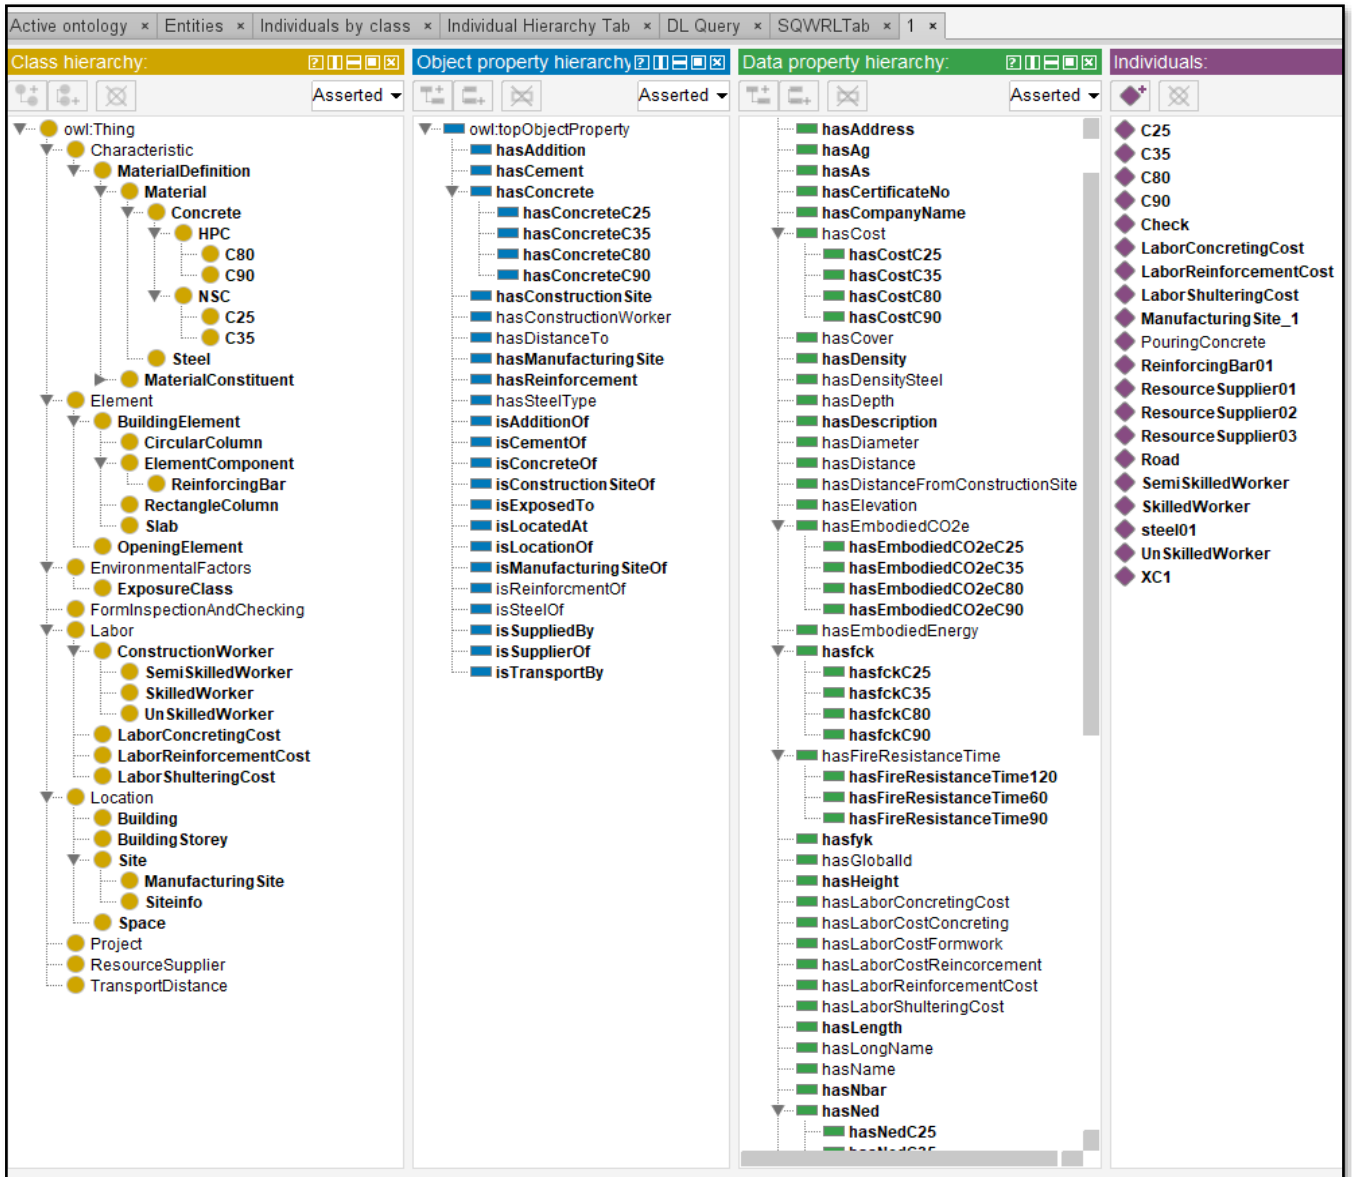 Active ontology × Entities × Individuals by class × Individual Hierarchy Tab × DL Query × SQWRLTab × 1 ×
Class hierarchy:
Asserted
owl:Thing
Characteristic
MaterialDefinition
Material
Concrete
HPC
C80
C90
NSC
C25
C35
Steel
MaterialConstituent
Element
BuildingElement
CircularColumn
ElementComponent
ReinforcingBar
RectangleColumn
Slab
OpeningElement
EnvironmentalFactors
ExposureClass
FormInspectionAndChecking
Labor
ConstructionWorker
SemiSkilledWorker
SkilledWorker
UnSkilledWorker
LaborConcretingCost
LaborReinforcementCost
LaborShulteringCost
Location
Building
BuildingStorey
Site
ManufacturingSite
Siteinfo
Space
Project
ResourceSupplier
TransportDistance
Object property hierarchy
Asserted
owl:topObjectProperty
hasAddition
hasCement
hasConcrete
hasConcreteC25
hasConcreteC35
hasConcreteC80
hasConcreteC90
hasConstructionSite
hasConstructionWorker
hasDistanceTo
hasManufacturingSite
hasReinforcement
hasSteelType
isAdditionOf
isCementOf
isConcreteOf
isConstructionSiteOf
isExposedTo
isLocatedAt
isLocationOf
isManufacturingSiteOf
isReinforcmentOf
isSteelOf
isSuppliedBy
isSupplierOf
isTransportBy
Data property hierarchy:
Asserted
hasAddress
hasAg
hasAs
hasCertificateNo
hasCompanyName
hasCost
hasCostC25
hasCostC35
hasCostC80
hasCostC90
hasCover
hasDensity
hasDensitySteel
hasDepth
hasDescription
hasDiameter
hasDistance
hasDistanceFromConstructionSite
hasElevation
hasEmbodiedCO2e
hasEmbodiedCO2eC25
hasEmbodiedCO2eC35
hasEmbodiedCO2eC80
hasEmbodiedCO2eC90
hasEmbodiedEnergy
hasfck
hasfckC25
hasfckC35
hasfckC80
hasfckC90
hasFireResistanceTime
hasFireResistanceTime120
hasFireResistanceTime60
hasFireResistanceTime90
hasfyk
hasGlobalId
hasHeight
hasLaborConcretingCost
hasLaborCostConcreting
hasLaborCostFormwork
hasLaborCostReincorcement
hasLaborReinforcementCost
hasLaborShulteringCost
hasLength
hasLongName
hasName
hasNbar
hasNed
hasNedC25
Individuals:
C25
C35
C80
C90
Check
LaborConcretingCost
LaborReinforcementCost
LaborShulteringCost
ManufacturingSite_1
PouringConcrete
ReinforcingBar01
ResourceSupplier01
ResourceSupplier02
ResourceSupplier03
Road
SemiSkilledWorker
SkilledWorker
steel01
UnSkilledWorker
XC1